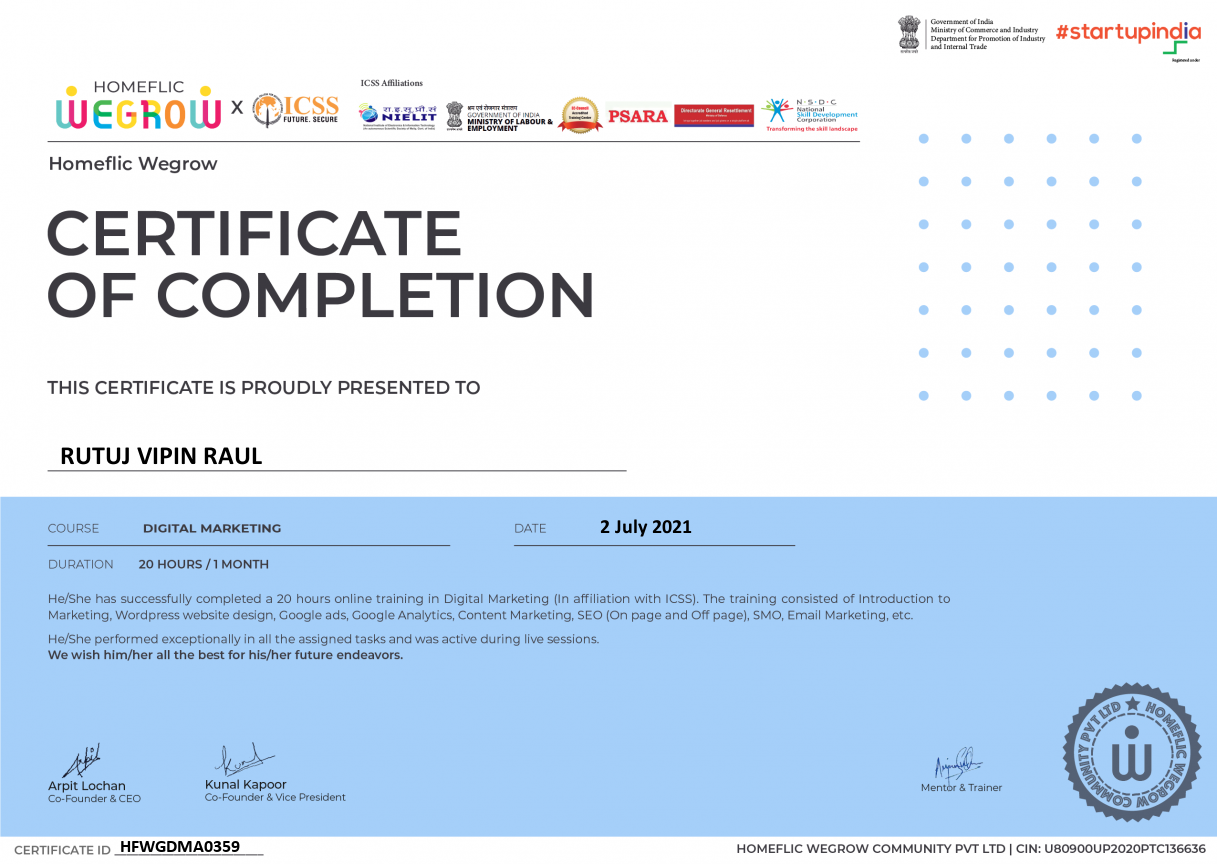 Government of India
Ministry of Commerce and Industry
Department for Promotion of Industry
and Internal Trade
#startupindia
Registered under
HOMEFLIC
WEGROW
X
ICSS
FUTURE. SECURE
ICSS Affiliations
रा.इ.सू.प्रौ.सं
NIELIT
श्रम एवं रोजगार मंत्रालय
GOVERNMENT OF INDIA
MINISTRY OF LABOUR &
EMPLOYMENT
PSARA
Directorate General Resettlement
N·S·D·C
National
Skill Development
Corporation
Transforming the skill landscape
Homeflic Wegrow
CERTIFICATE
OF COMPLETION
THIS CERTIFICATE IS PROUDLY PRESENTED TO
RUTUJ VIPIN RAUL
COURSE DIGITAL MARKETING
DATE 2 July 2021
DURATION 20 HOURS / 1 MONTH
He/She has successfully completed a 20 hours online training in Digital Marketing (In affiliation with ICSS). The training consisted of Introduction to
Marketing, Wordpress website design, Google ads, Google Analytics, Content Marketing, SEO (On page and Off page), SMO, Email Marketing, etc.
He/She performed exceptionally in all the assigned tasks and was active during live sessions.
We wish him/her all the best for his/her future endeavors.
Arpit Lochan
Co-Founder & CEO
Kunal Kapoor
Co-Founder & Vice President
Mentor & Trainer
HOMEFLIC WEGROW COMMUNITY PVT LTD
CERTIFICATE ID HFWGDMA0359
HOMEFLIC WEGROW COMMUNITY PVT LTD | CIN: U80900UP2020PTC136636